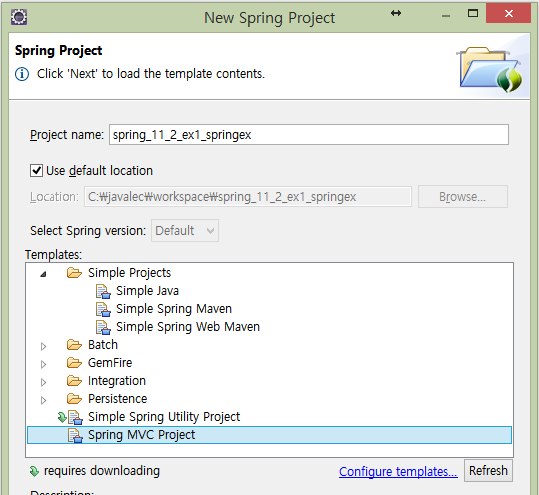 New Spring Project
Spring Project
Click 'Next' to load the template contents.
Project name: spring_11_2_ex1_springex
Use default location
Location: C:₩javalec₩workspace₩spring_11_2_ex1_springex Browse...
Select Spring version: Default
Templates:
Simple Projects
Simple Java
Simple Spring Maven
Simple Spring Web Maven
Batch
GemFire
Integration
Persistence
Simple Spring Utility Project
Spring MVC Project
requires downloading Configure templates... Refresh
Description: